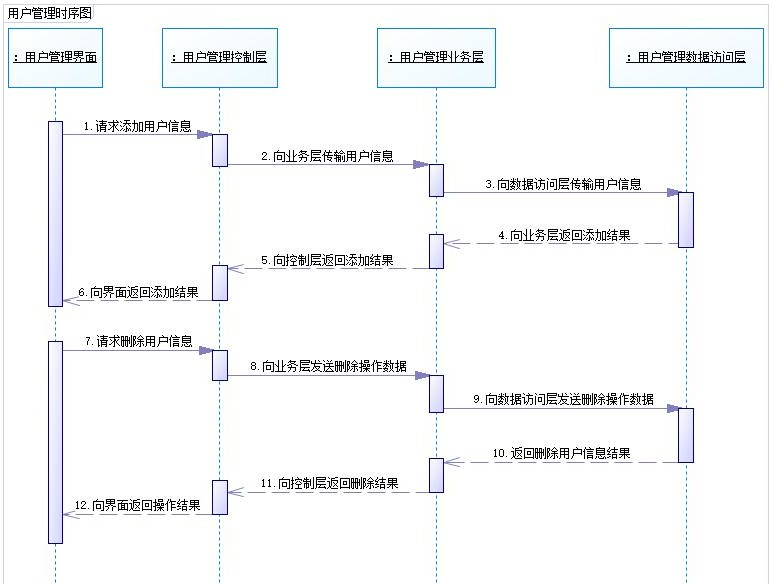 用户管理时序图
: 用户管理界面
: 用户管理控制层
: 用户管理业务层
: 用户管理数据访问层
1.请求添加用户信息
2.向业务层传输用户信息
3.向数据访问层传输用户信息
4.向业务层返回添加结果
5.向控制层返回添加结果
6.向界面返回添加结果
7.请求删除用户信息
8.向业务层发送删除操作数据
9.向数据访问层发送删除操作数据
10.返回删除用户信息结果
11.向控制层返回删除结果
12.向界面返回操作结果